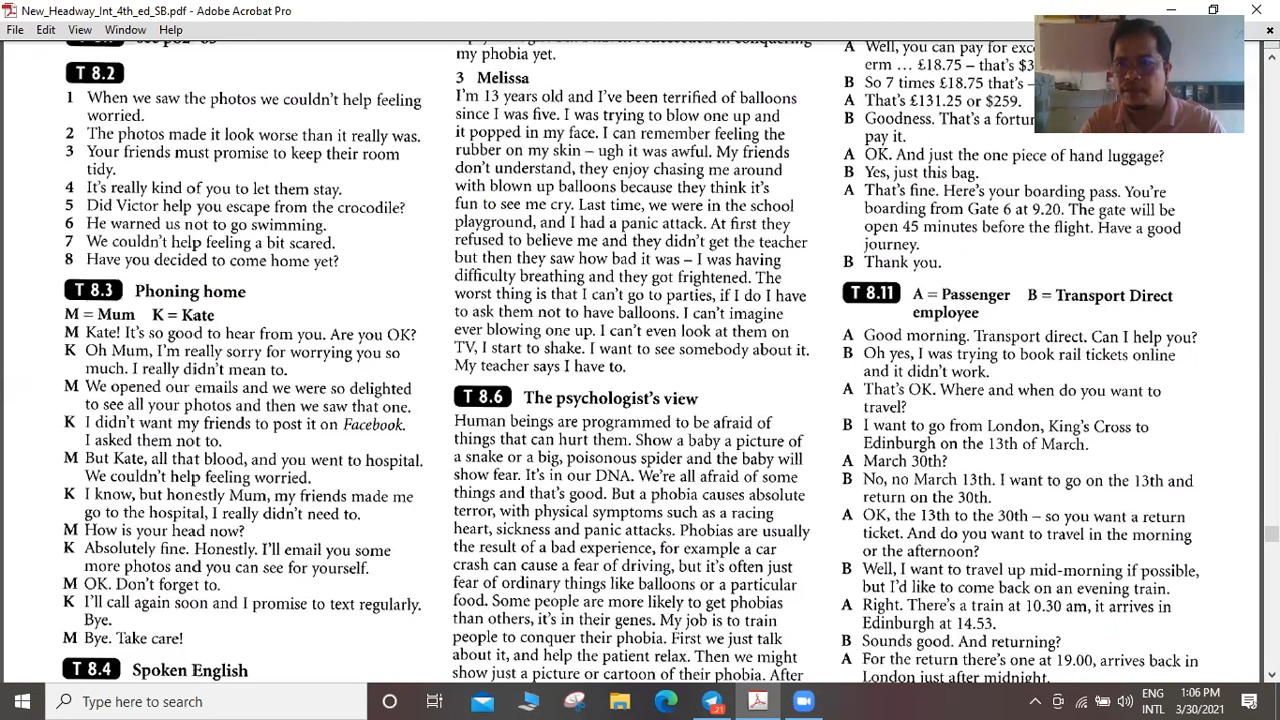 New_Headway_Int_4th_ed_SB.pdf - Adobe Acrobat Pro
File Edit View Window Help
T 8.2
1 When we saw the photos we couldn't help feeling
worried.
2 The photos made it look worse than it really was.
3 Your friends must promise to keep their room
tidy.
4 It's really kind of you to let them stay.
5 Did Victor help you escape from the crocodile?
6 He warned us not to go swimming.
7 We couldn't help feeling a bit scared.
8 Have you decided to come home yet?
T 8.3 Phoning home
M = Mum K = Kate
M Kate! It's so good to hear from you. Are you OK?
K Oh Mum, I'm really sorry for worrying you so
much. I really didn't mean to.
M We opened our emails and we were so delighted
to see all your photos and then we saw that one.
K I didn't want my friends to post it on Facebook.
I asked them not to.
M But Kate, all that blood, and you went to hospital.
We couldn't help feeling worried.
K I know, but honestly Mum, my friends made me
go to the hospital, I really didn't need to.
M How is your head now?
K Absolutely fine. Honestly. I'll email you some
more photos and you can see for yourself.
M OK. Don't forget to.
K I'll call again soon and I promise to text regularly.
Bye.
M Bye. Take care!
T 8.4 Spoken English
my phobia yet.
3 Melissa
I'm 13 years old and I've been terrified of balloons
since I was five. I was trying to blow one up and
it popped in my face. I can remember feeling the
rubber on my skin – ugh it was awful. My friends
don't understand, they enjoy chasing me around
with blown up balloons because they think it's
fun to see me cry. Last time, we were in the school
playground, and I had a panic attack. At first they
refused to believe me and they didn't get the teacher
but then they saw how bad it was – I was having
difficulty breathing and they got frightened. The
worst thing is that I can't go to parties, if I do I have
to ask them not to have balloons. I can't imagine
ever blowing one up. I can't even look at them on
TV, I start to shake. I want to see somebody about it.
My teacher says I have to.
T 8.6 The psychologist's view
Human beings are programmed to be afraid of
things that can hurt them. Show a baby a picture of
a snake or a big, poisonous spider and the baby will
show fear. It's in our DNA. We're all afraid of some
things and that's good. But a phobia causes absolute
terror, with physical symptoms such as a racing
heart, sickness and panic attacks. Phobias are usually
the result of a bad experience, for example a car
crash can cause a fear of driving, but it's often just
fear of ordinary things like balloons or a particular
food. Some people are more likely to get phobias
than others, it's in their genes. My job is to train
people to conquer their phobia. First we just talk
about it, and help the patient relax. Then we might
show just a picture or cartoon of their phobia. After
A Well, you can pay for
erm … £18.75 – that's
B So 7 times £18.75 that's –
A That's £131.25 or $259.
B Goodness. That's a
pay it.
A OK. And just the one piece of hand luggage?
B Yes, just this bag.
A That's fine. Here's your boarding pass. You're
boarding from Gate 6 at 9.20. The gate will be
open 45 minutes before the flight. Have a good
journey.
B Thank you.
T 8.11 A = Passenger B = Transport Direct
employee
A Good morning. Transport direct. Can I help you?
B Oh yes, I was trying to book rail tickets online
and it didn't work.
A That's OK. Where and when do you want to
travel?
B I want to go from London, King's Cross to
Edinburgh on the 13th of March.
A March 30th?
B No, no March 13th. I want to go on the 13th and
return on the 30th.
A OK, the 13th to the 30th – so you want a return
ticket. And do you want to travel in the morning
or the afternoon?
B Well, I want to travel up mid-morning if possible,
but I'd like to come back on an evening train.
A Right. There's a train at 10.30 am, it arrives in
Edinburgh at 14.53.
B Sounds good. And returning?
A For the return there's one at 19.00, arrives back in
London just after midnight.
Type here to search
21
ENG
INTL
1:06 PM
3/30/2021